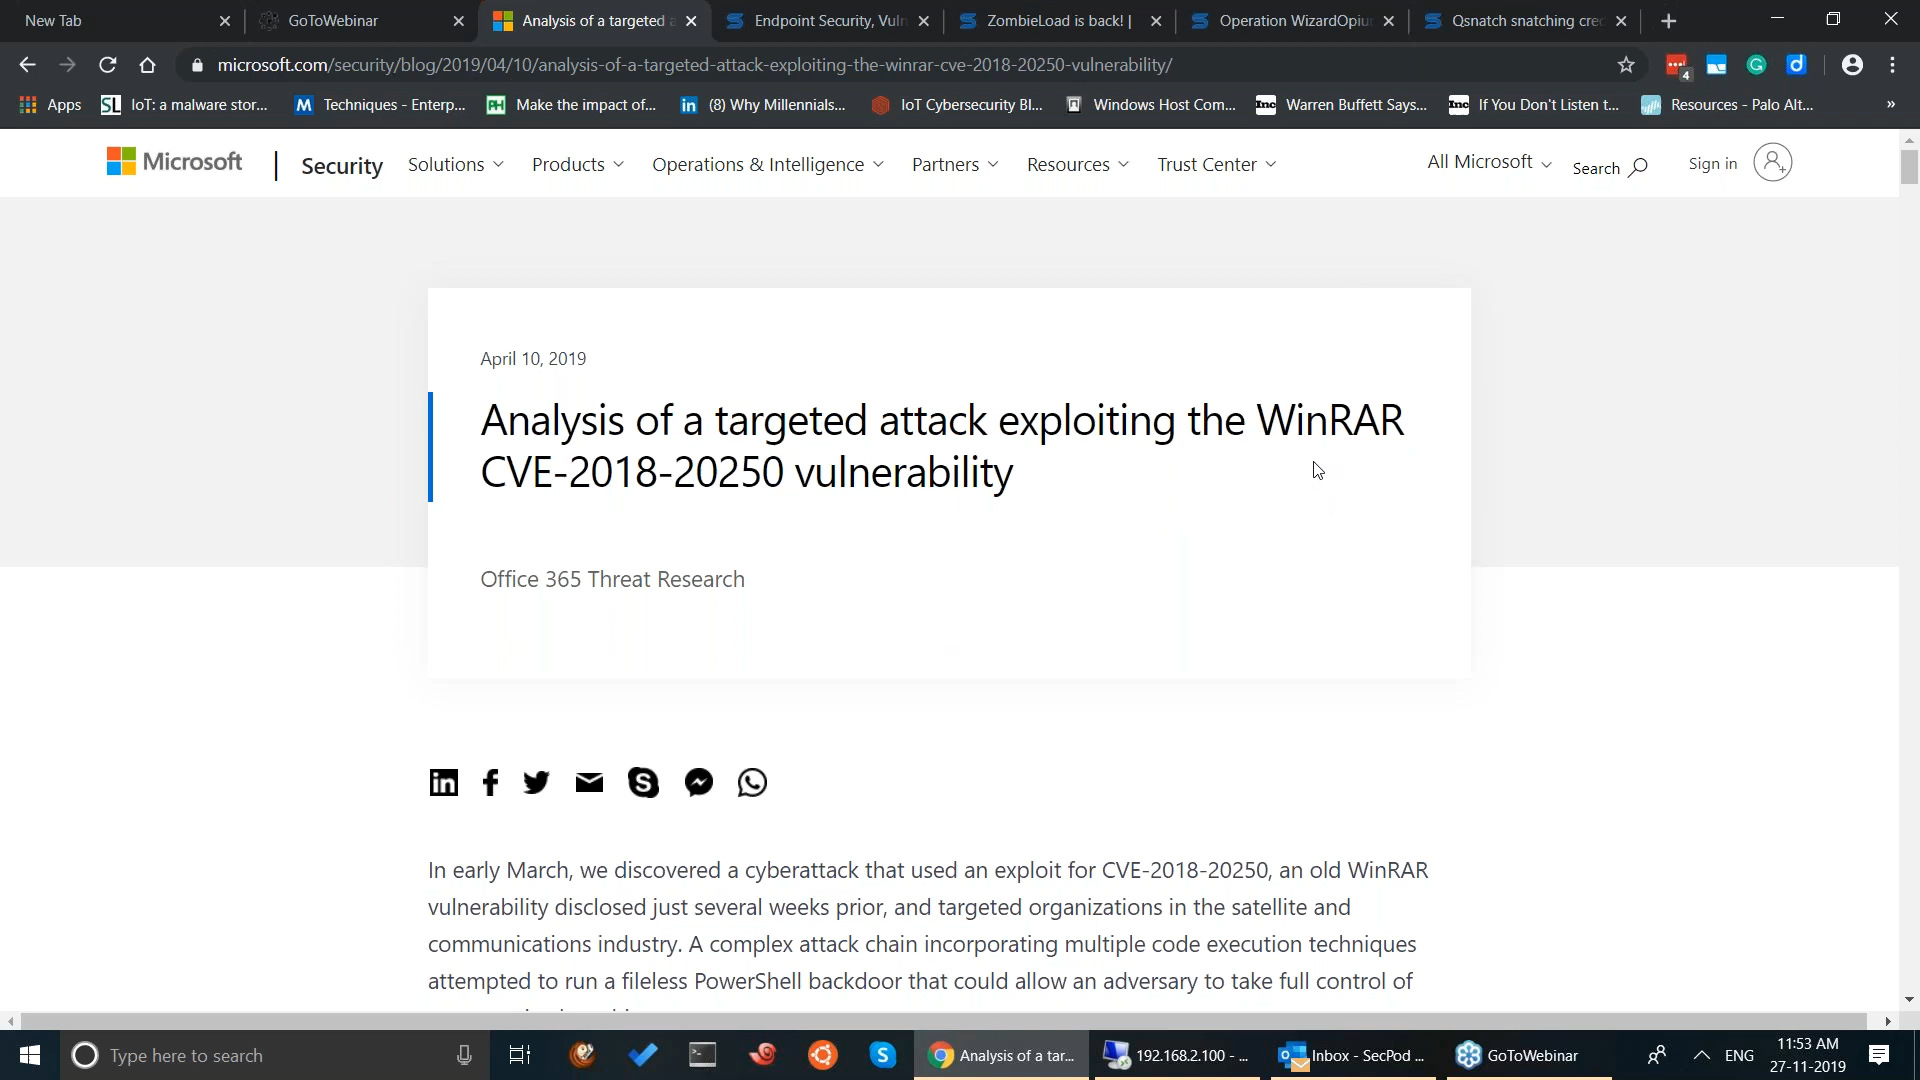 New Tab
GoToWebinar
Analysis of a targeted a
Endpoint Security, Vuln
ZombieLoad is back! |
Operation WizardOpiu
Qsnatch snatching cre
microsoft.com/security/blog/2019/04/10/analysis-of-a-targeted-attack-exploiting-the-winrar-cve-2018-20250-vulnerability/
4
Apps
IoT: a malware stor...
Techniques - Enterp...
Make the impact of...
(8) Why Millennials...
IoT Cybersecurity Bl...
Windows Host Com...
Warren Buffett Says...
If You Don't Listen t...
Resources - Palo Alt...
Microsoft
Security
Solutions
Products
Operations & Intelligence
Partners
Resources
Trust Center
All Microsoft
Search
Sign in
April 10, 2019
Analysis of a targeted attack exploiting the WinRAR
CVE-2018-20250 vulnerability
Office 365 Threat Research
In early March, we discovered a cyberattack that used an exploit for CVE-2018-20250, an old WinRAR
vulnerability disclosed just several weeks prior, and targeted organizations in the satellite and
communications industry. A complex attack chain incorporating multiple code execution techniques
attempted to run a fileless PowerShell backdoor that could allow an adversary to take full control of
Type here to search
Analysis of a tar...
192.168.2.100 - ...
Inbox - SecPod ...
GoToWebinar
ENG
11:53 AM
27-11-2019